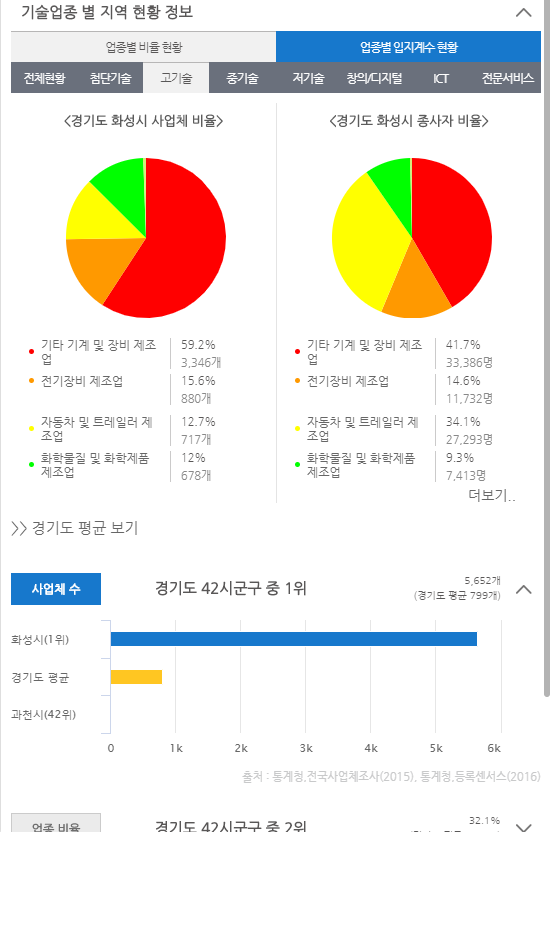 기술업종 별 지역 현황 정보
업종별 비율 현황
업종별 입지계수 현황
전체현황
첨단기술
고기술
중기술
저기술
창의/디지털
ICT
전문서비스
<경기도 화성시 사업체 비율>
기타 기계 및 장비 제조
업
59.2%
3,346개
전기장비 제조업
15.6%
880개
자동차 및 트레일러 제
조업
12.7%
717개
화학물질 및 화학제품
제조업
12%
678개
<경기도 화성시 종사자 비율>
기타 기계 및 장비 제조
업
41.7%
33,386명
전기장비 제조업
14.6%
11,732명
자동차 및 트레일러 제
조업
34.1%
27,293명
화학물질 및 화학제품
제조업
9.3%
7,413명
더보기..
>> 경기도 평균 보기
사업체 수
경기도 42시군구 중 1위
5,652개
(경기도 평균 799개)
화성시(1위)
경기도 평균
과천시(42위)
0
1k
2k
3k
4k
5k
6k
출처 : 통계청,전국사업체조사(2015), 통계청,등록센서스(2016)
업종 비율
경기도 42시군구 중 2위
32.1%